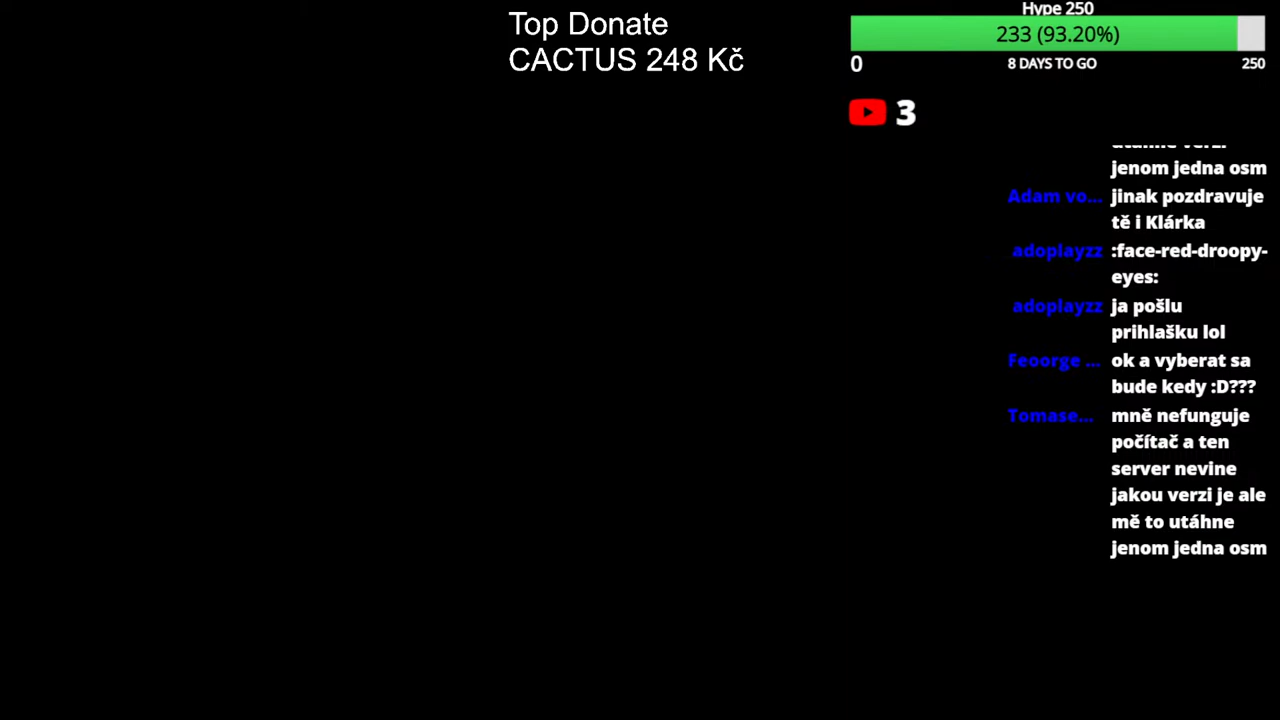 Top Donate
CACTUS 248 Kč
Hype 250
233 (93.20%)
0
8 DAYS TO GO
250
3
jenom jedna osm
Adam vo... jinak pozdravuje
tě i Klárka
adoplayzz :face-red-droopy-
eyes:
adoplayzz ja pošlu
prihlašku lol
Feoorge ... ok a vyberat sa
bude kedy :D???
Tomase... mně nefunguje
počítač a ten
server nevine
jakou verzi je ale
mě to utáhne
jenom jedna osm